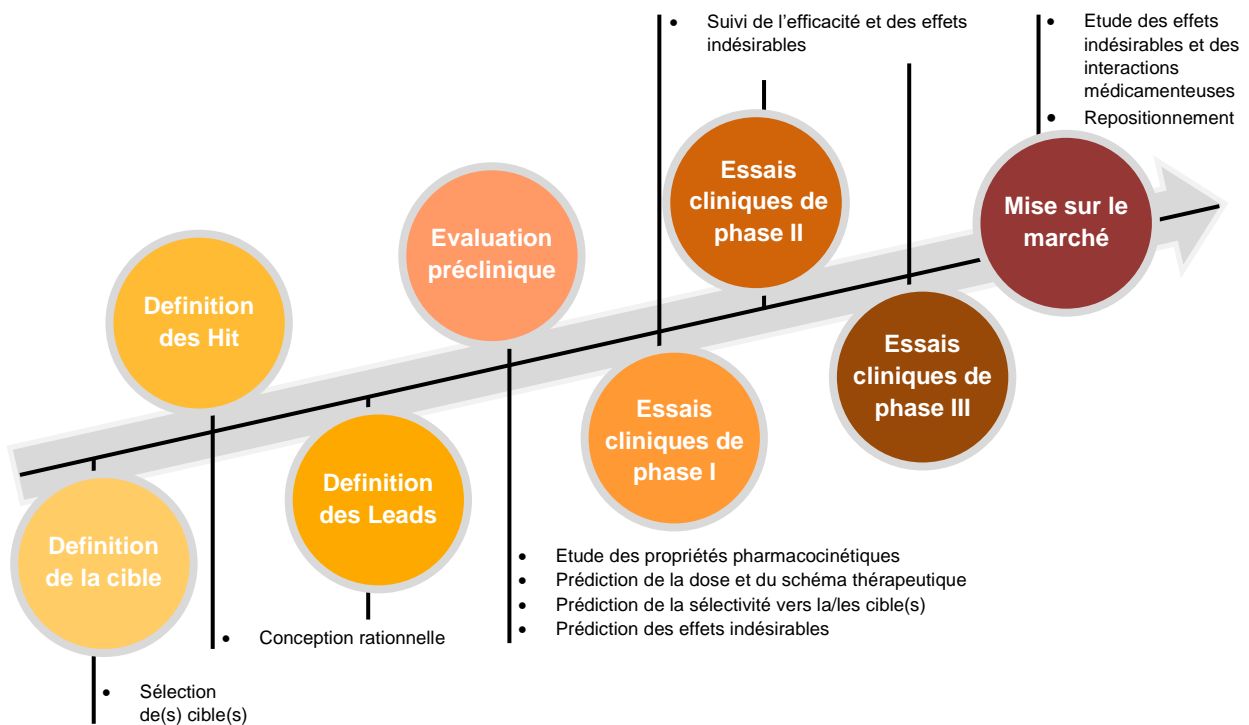 • Suivi de l’efficacité et des effets
indésirables
• Etude des effets
indésirables et des
interactions
médicamenteuses
• Repositionnement
Essais
cliniques de
phase II
Mise sur le
marché
Evaluation
préclinique
Definition
des Hit
Essais
cliniques de
phase III
Essais
cliniques de
phase I
Definition
des Leads
Definition
de la cible
• Etude des propriétés pharmacocinétiques
• Prédiction de la dose et du schéma thérapeutique
• Prédiction de la sélectivité vers la/les cible(s)
• Prédiction des effets indésirables
• Conception rationnelle
• Sélection
de(s) cible(s)